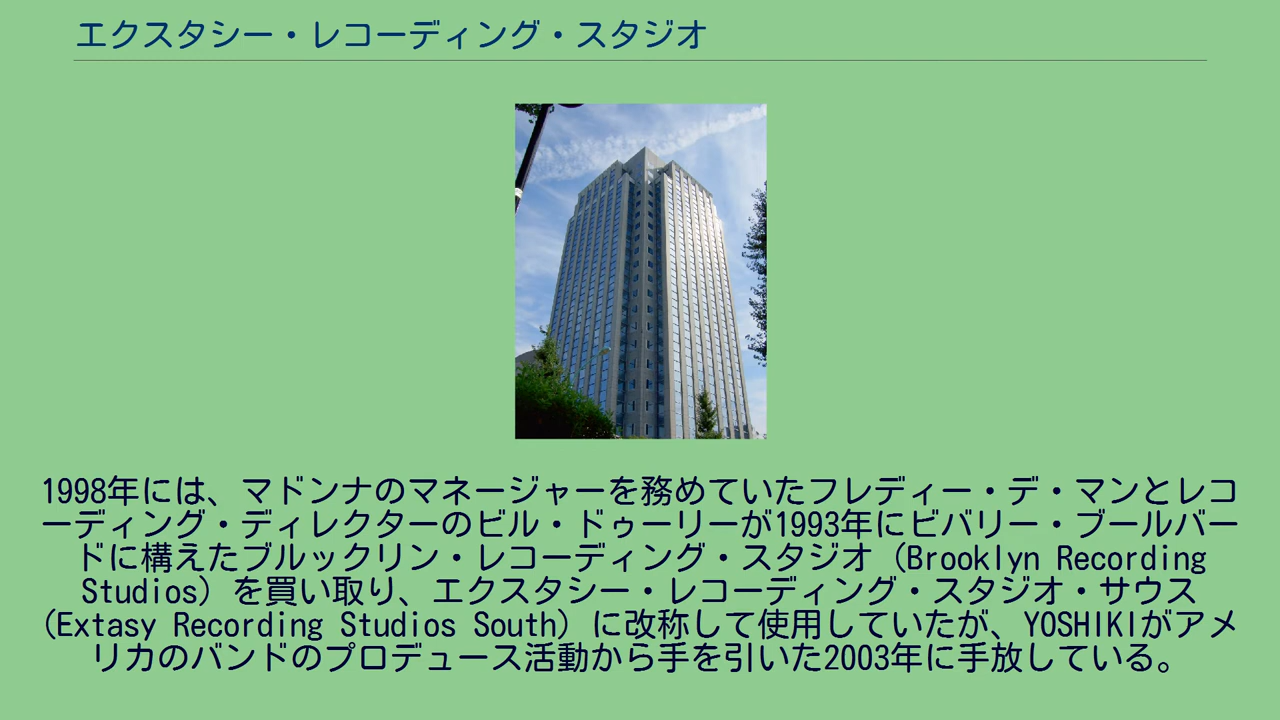 エクスタシー・レコーディング・スタジオ
1998年には、マドンナのマネージャーを務めていたフレディー・デ・マンとレコ
ーディング・ディレクターのビル・ドゥーリーが1993年にビバリー・ブールバー
ドに構えたブルックリン・レコーディング・スタジオ（Brooklyn Recording
Studios）を買い取り、エクスタシー・レコーディング・スタジオ・サウス
（Extasy Recording Studios South）に改称して使用していたが、YOSHIKIがアメ
リカのバンドのプロデュース活動から手を引いた2003年に手放している。